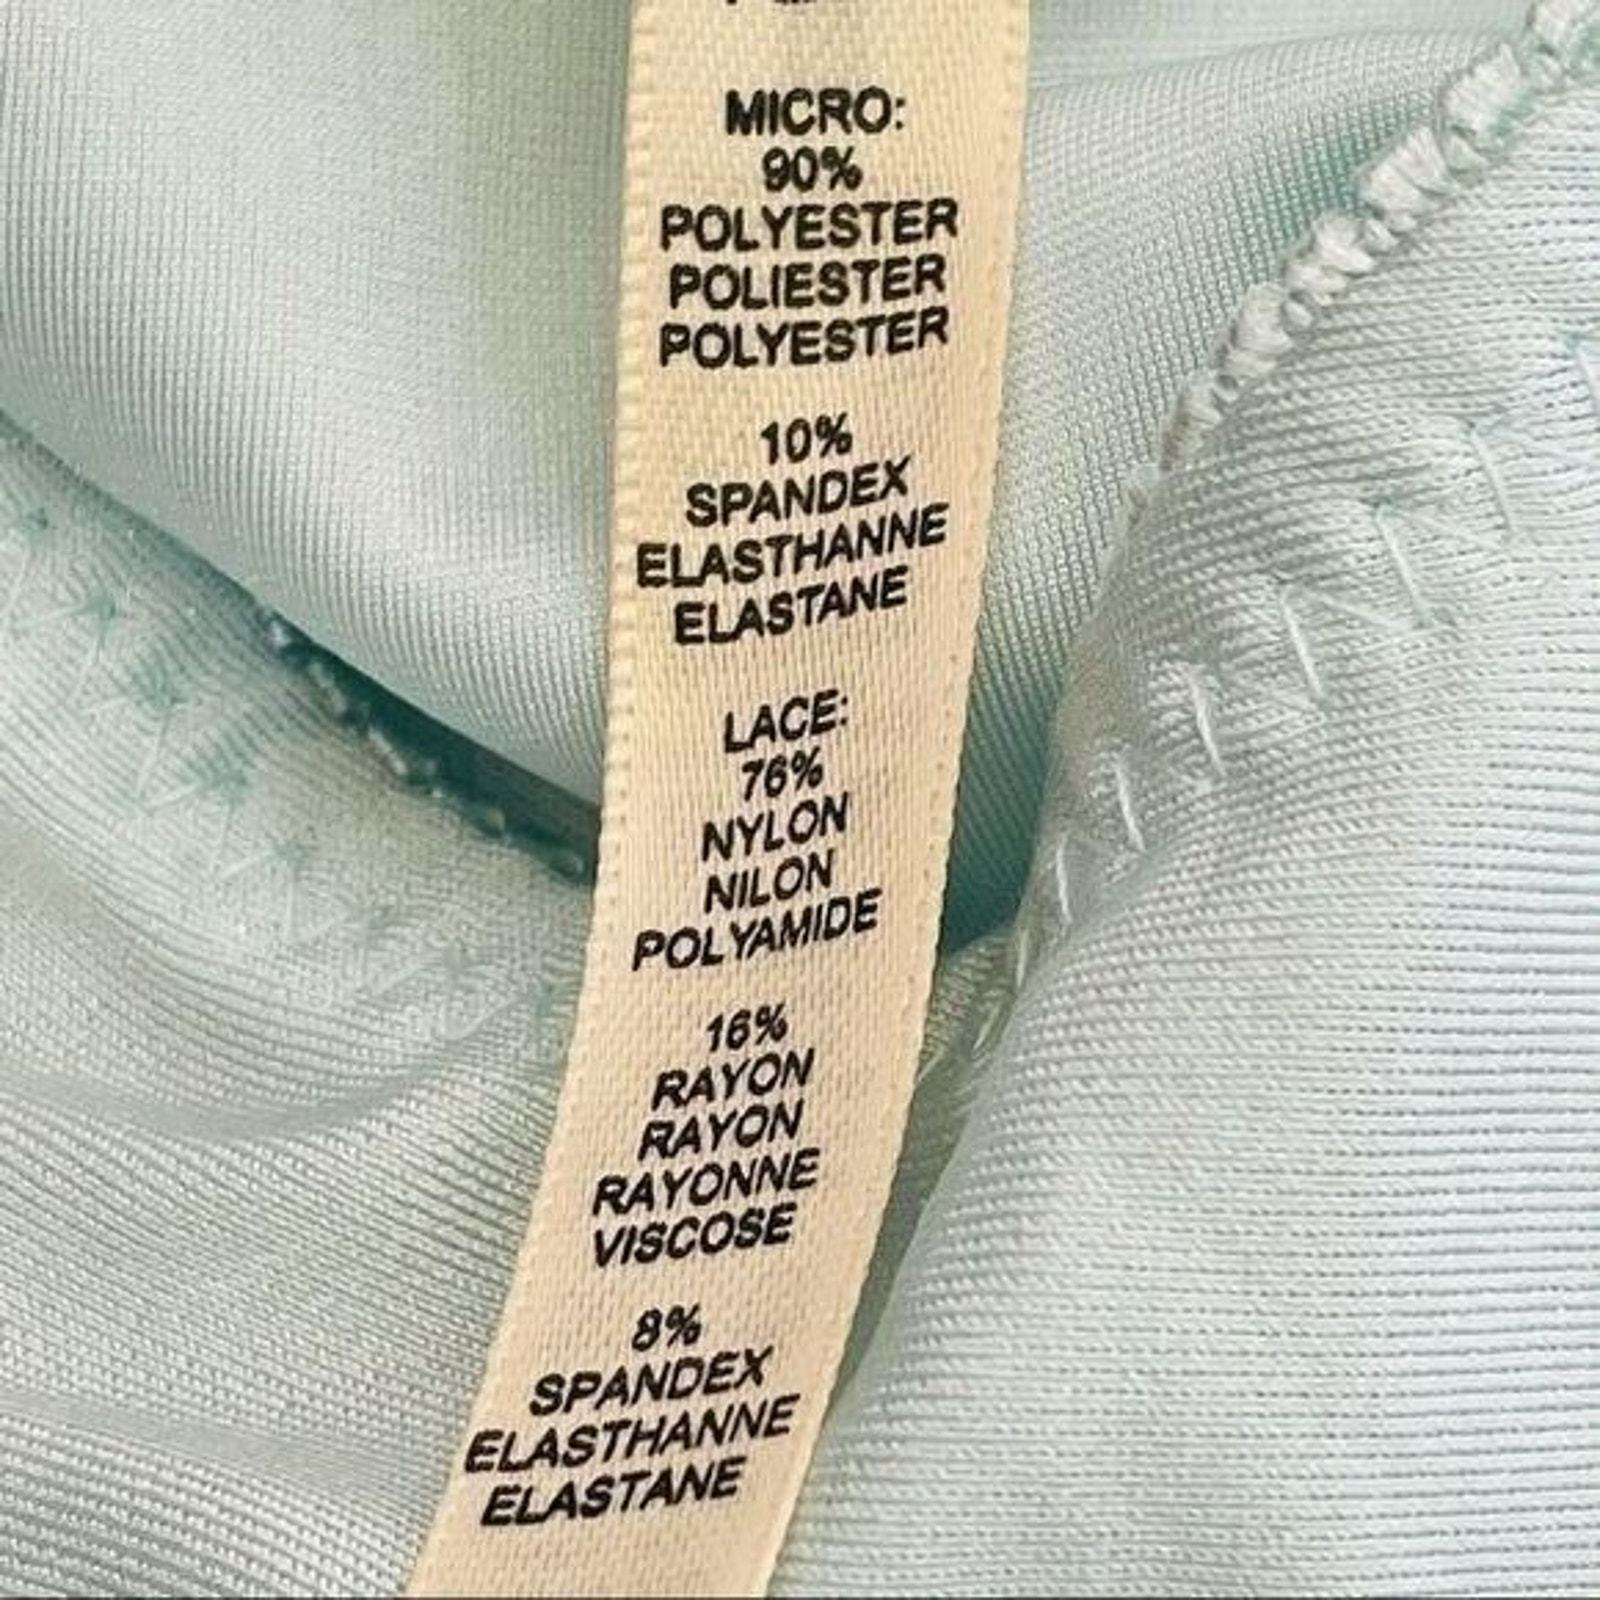 MICRO:
90%
POLYESTER
POLIESTER
POLYESTER
10%
SPANDEX
ELASTHANNE
ELASTANE
LACE:
76%
NYLON
NILON
POLYAMIDE
16%
RAYON
RAYON
RAYONNE
VISCOSE
8%
SPANDEX
ELASTHANNE
ELASTANE